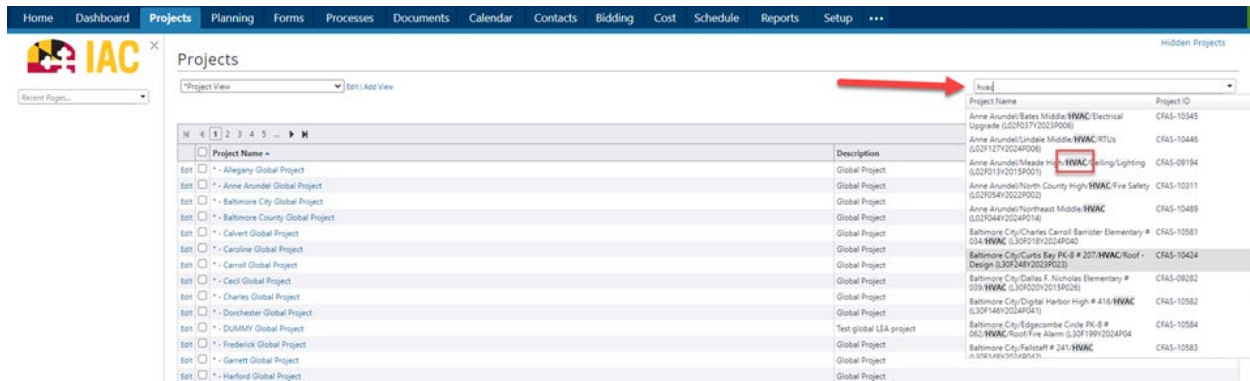 Home Dashboard Projects Planning Forms Processes Documents Calendar Contacts Bidding Cost Schedule Reports Setup •••
Hidden Projects
IAC
Projects
Recent Pages...
*Project View
Edit | Add View
hvac
Project Name Project ID
Anne Arundel/Bates Middle/HVAC/Electrical CFAS-10345
Upgrade (L02F037Y2023P006)
Anne Arundel/Lindale Middle/HVAC/RTUs CFAS-10446
(L02F127Y2024P006)
Anne Arundel/Meade High/HVAC/Ceiling/Lighting CFAS-09194
(L02F013Y2015P001)
Anne Arundel/North County High/HVAC/Fire Safety CFAS-10311
(L02F054Y2022P002)
Anne Arundel/Northeast Middle/HVAC CFAS-10489
(L02F044Y2024P014)
Baltimore City/Charles Carroll Barrister Elementary # CFAS-10581
034/HVAC (L30F018Y2024P040
Baltimore City/Curtis Bay PK-8 # 207/HVAC/Roof - CFAS-10424
Design (L30F248Y2023P023)
Baltimore City/Dallas F. Nicholas Elementary # CFAS-09282
039/HVAC (L30F020Y2015P026)
Baltimore City/Digital Harbor High # 416/HVAC CFAS-10582
(L30F146Y2024P041)
Baltimore City/Edgecombe Circle PK-8 # CFAS-10584
062/HVAC/Roof/Fire Alarm (L30F199Y2024P04
Baltimore City/Fallstaff # 241/HVAC CFAS-10583
1 2 3 4 5 ...
Project Name Description
Edit * - Allegany Global Project Global Project
Edit * - Anne Arundel Global Project Global Project
Edit * - Baltimore City Global Project Global Project
Edit * - Baltimore County Global Project Global Project
Edit * - Calvert Global Project Global Project
Edit * - Caroline Global Project Global Project
Edit * - Carroll Global Project Global Project
Edit * - Cecil Global Project Global Project
Edit * - Charles Global Project Global Project
Edit * - Dorchester Global Project Global Project
Edit * - DUMMY Global Project Test global LEA project
Edit * - Frederick Global Project Global Project
Edit * - Garrett Global Project Global Project
Edit * - Harford Global Project Global Project